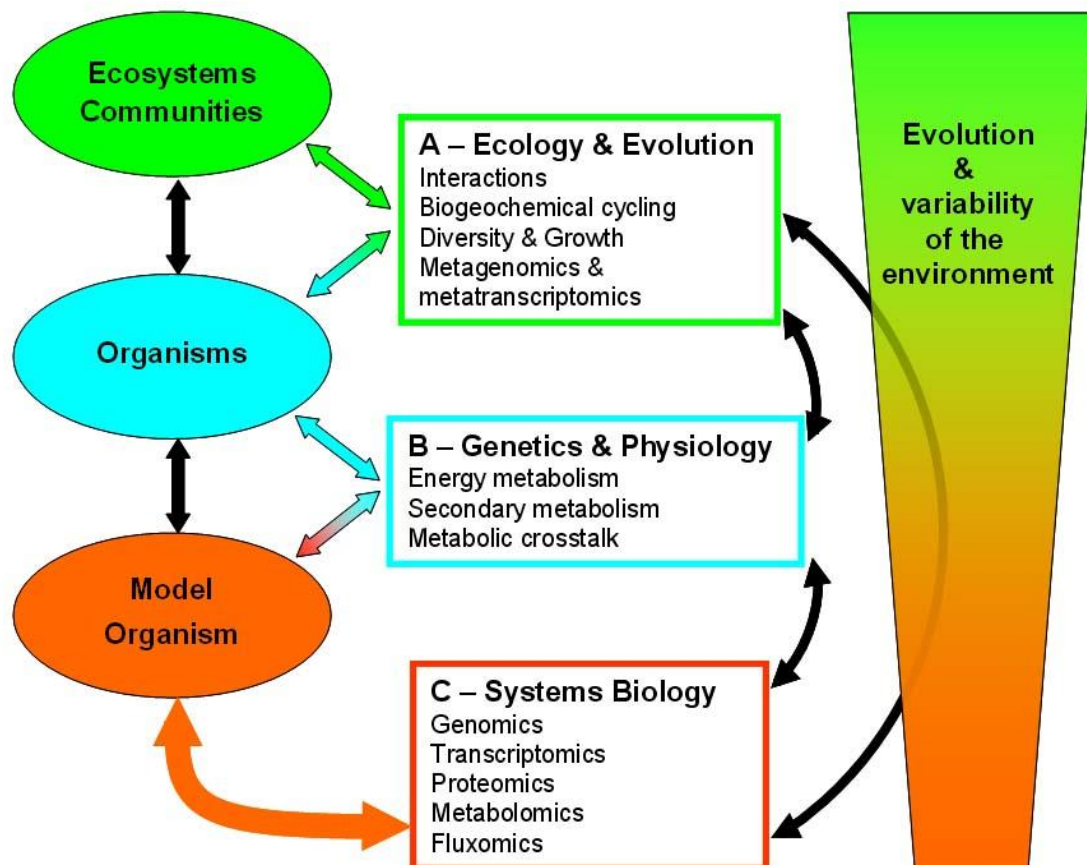 Ecosystems
Communities
Organisms
Model
Organism
A – Ecology & Evolution
Interactions
Biogeochemical cycling
Diversity & Growth
Metagenomics &
metatranscriptomics
B – Genetics & Physiology
Energy metabolism
Secondary metabolism
Metabolic crosstalk
C – Systems Biology
Genomics
Transcriptomics
Proteomics
Metabolomics
Fluxomics
Evolution
&
variability
of the
environment